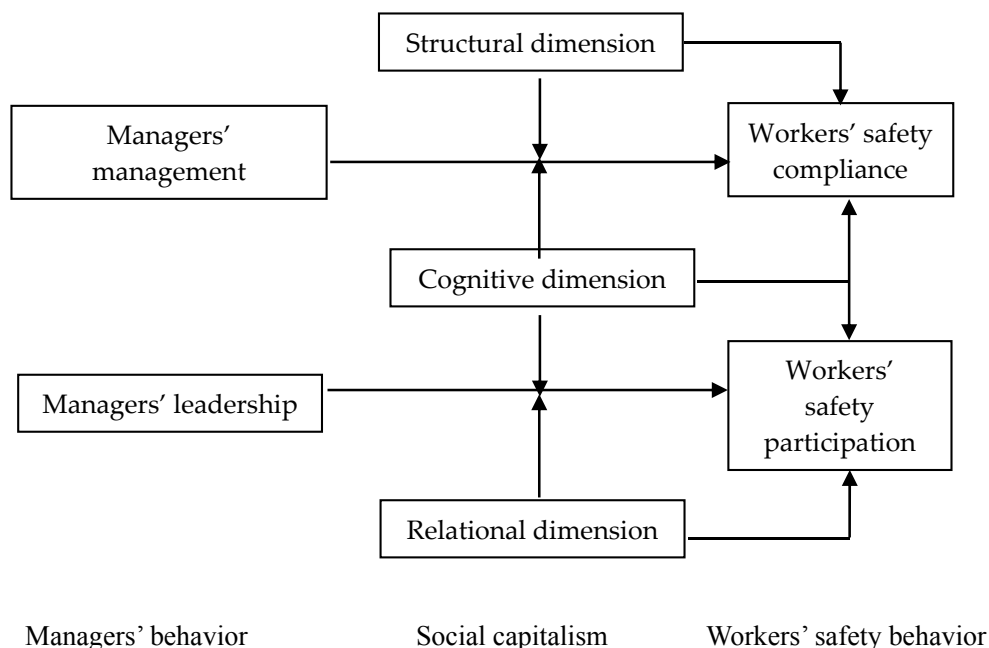 Structural dimension
Managers’
management
Workers’ safety
compliance
Cognitive dimension
Managers’ leadership
Workers’
safety
participation
Relational dimension
Managers’ behavior
Social capitalism
Workers’ safety behavior